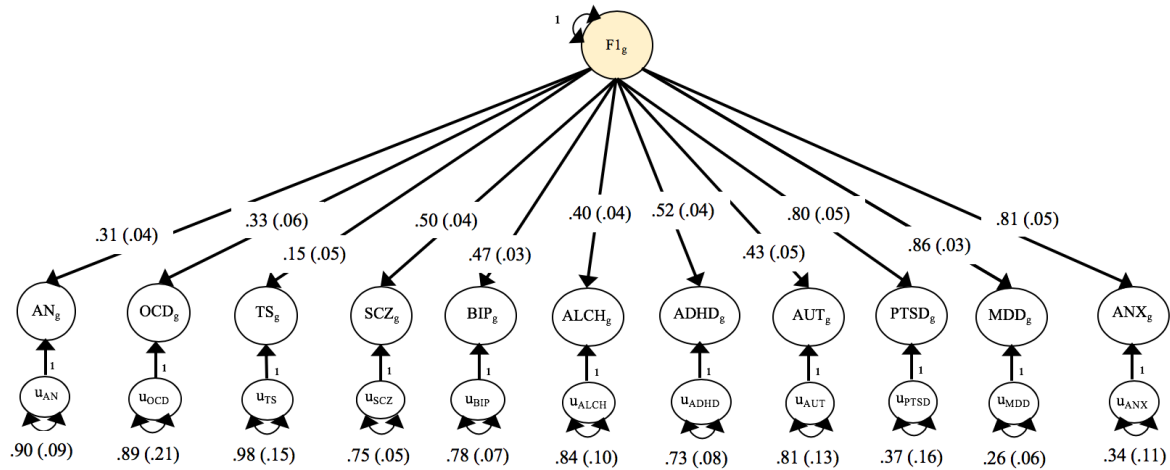 1
F1g
.31 (.04)
.33 (.06)
.15 (.05)
.50 (.04)
.47 (.03)
.40 (.04)
.52 (.04)
.43 (.05)
.80 (.05)
.86 (.03)
.81 (.05)
ANg OCDg TSg SCZg BIPg ALCHg ADHDg AUTg PTSDg MDDg ANXg
1 1 1 1 1 1 1 1 1 1 1
uAN uOCD uTS uSCZ uBIP uALCH uADHD uAUT uPTSD uMDD uANX
.90 (.09) .89 (.21) .98 (.15) .75 (.05) .78 (.07) .84 (.10) .73 (.08) .81 (.13) .37 (.16) .26 (.06) .34 (.11)